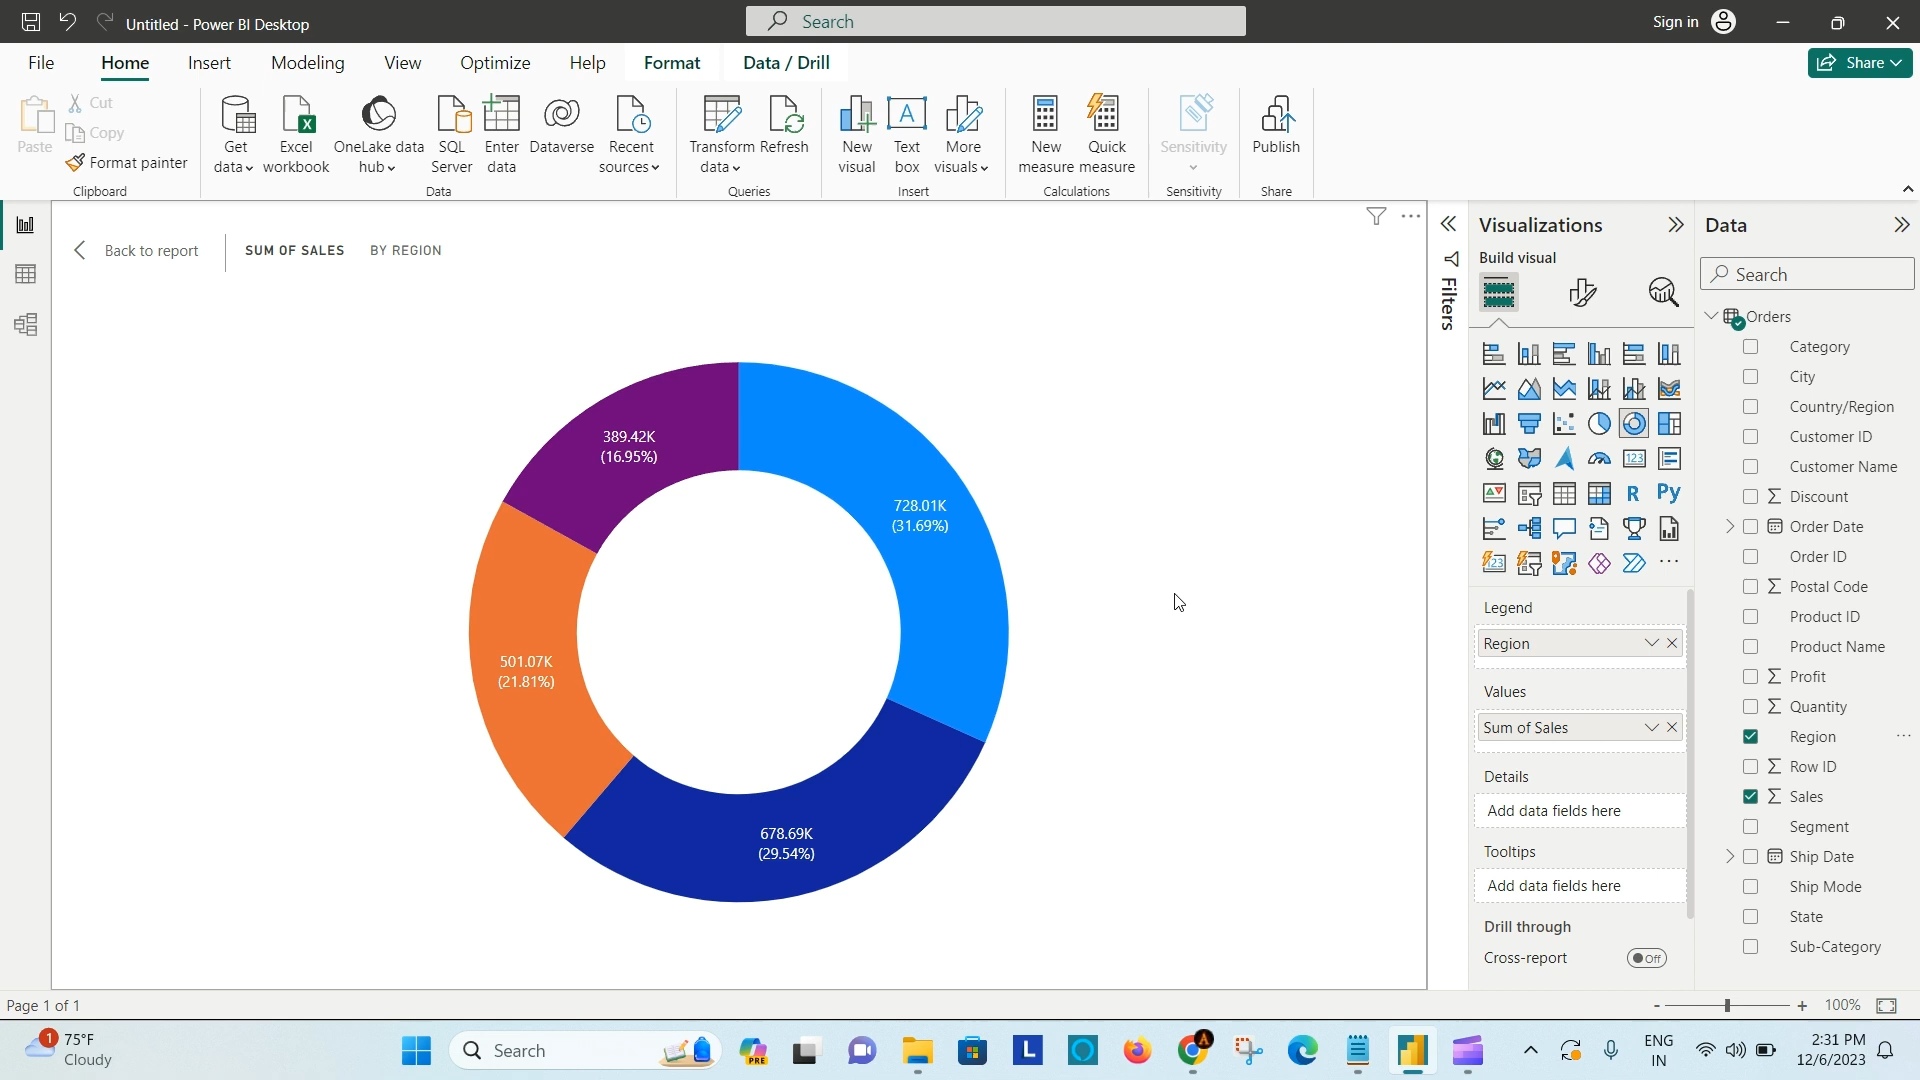 Untitled - Power BI Desktop
Search
Sign in
File
Home
Insert
Modeling
View
Optimize
Help
Format
Data / Drill
Share
Paste
Cut
Copy
Format painter
Clipboard
Get
data
Excel
workbook
OneLake data
hub
SQL
Server
Enter
data
Dataverse
Recent
sources
Data
Transform
data
Refresh
Queries
New
visual
Text
box
More
visuals
Insert
New
measure
Quick
measure
Calculations
Sensitivity
Sensitivity
Publish
Share
Back to report
SUM OF SALES
BY REGION
389.42K
(16.95%)
728.01K
(31.69%)
501.07K
(21.81%)
678.69K
(29.54%)
Filters
Visualizations
Build visual
123
R
Py
123
Legend
Region
Values
Sum of Sales
Details
Add data fields here
Tooltips
Add data fields here
Drill through
Cross-report
Off
Data
Search
Orders
Category
City
Country/Region
Customer ID
Customer Name
Σ Discount
Order Date
Order ID
Σ Postal Code
Product ID
Product Name
Σ Profit
Σ Quantity
Region
Σ Row ID
Σ Sales
Segment
Ship Date
Ship Mode
State
Sub-Category
Page 1 of 1
- + 100%
1
75°F
Cloudy
Search
PRE
L
A
ENG
IN
2:31 PM
12/6/2023